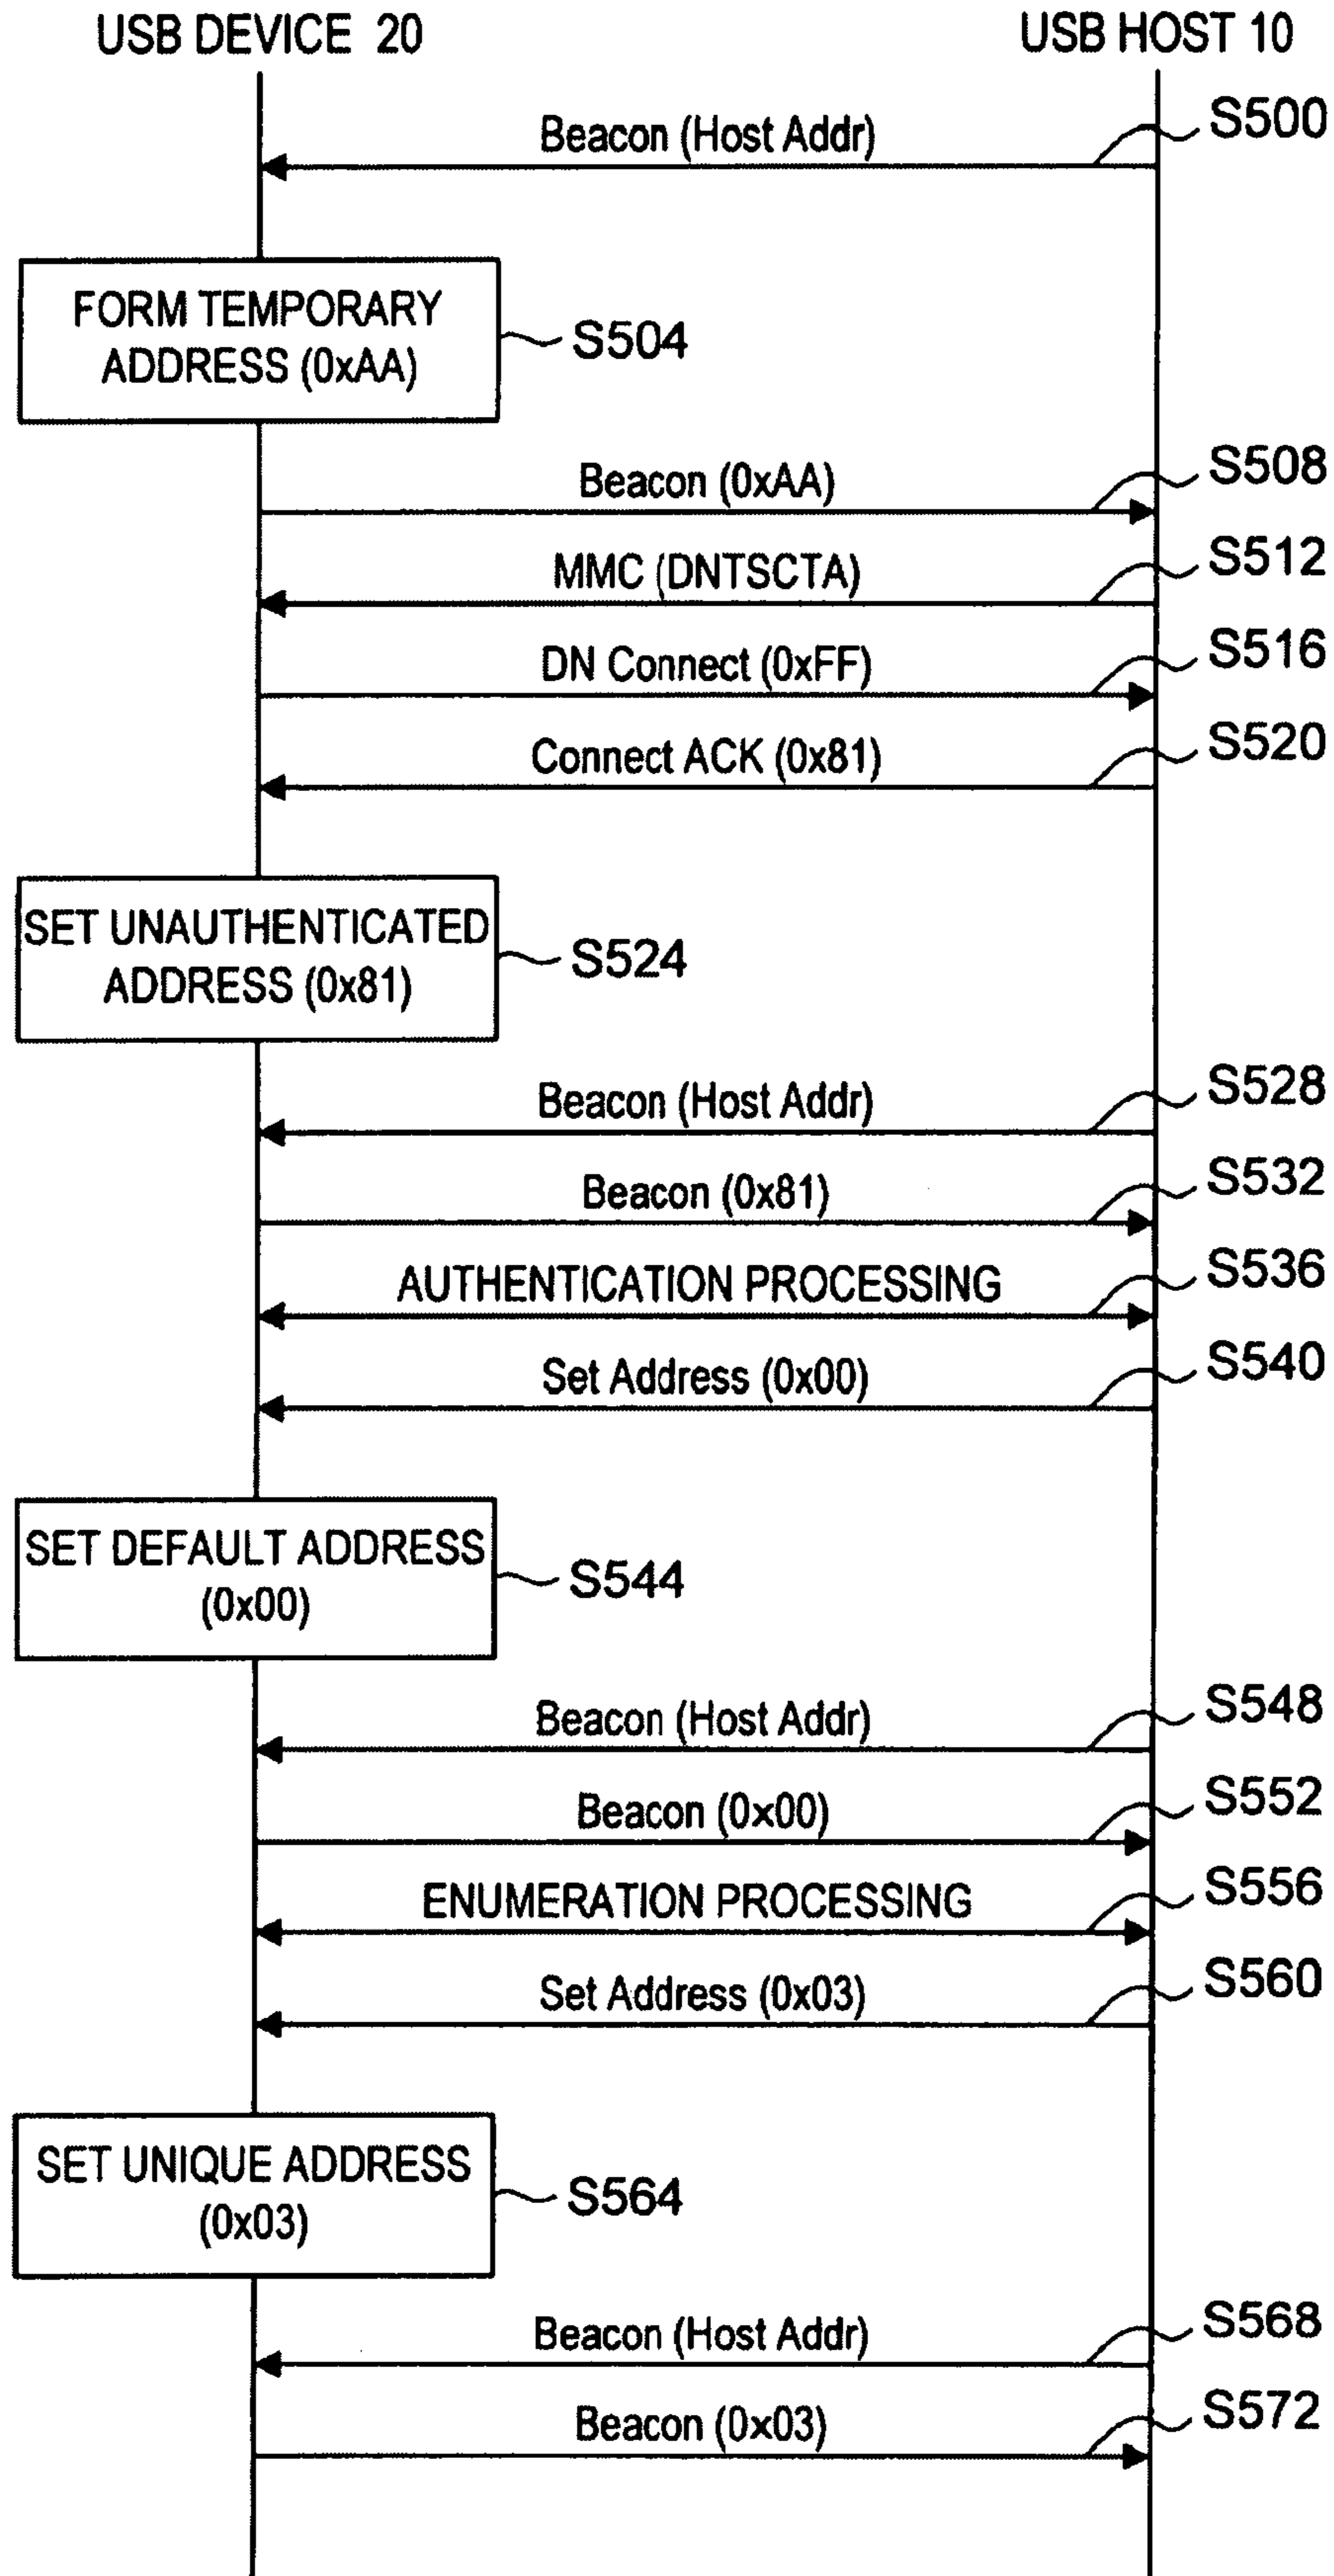 USB DEVICE 20
USB HOST 10
Beacon (Host Addr)
S500
FORM TEMPORARY
ADDRESS (0xAA)
S504
Beacon (0xAA)
S508
MMC (DNTSCTA)
S512
DN Connect (0xFF)
S516
Connect ACK (0x81)
S520
SET UNAUTHENTICATED
ADDRESS (0x81)
S524
Beacon (Host Addr)
S528
Beacon (0x81)
S532
AUTHENTICATION PROCESSING
S536
Set Address (0x00)
S540
SET DEFAULT ADDRESS
(0x00)
S544
Beacon (Host Addr)
S548
Beacon (0x00)
S552
ENUMERATION PROCESSING
S556
Set Address (0x03)
S560
SET UNIQUE ADDRESS
(0x03)
S564
Beacon (Host Addr)
S568
Beacon (0x03)
S572